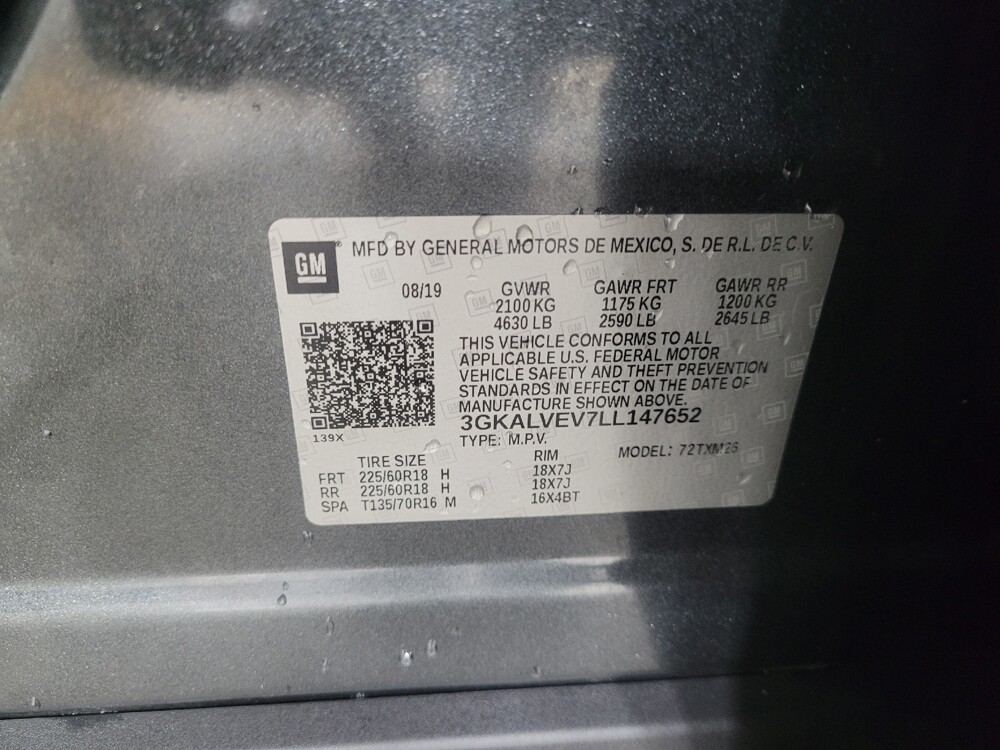 GM ® MFD BY GENERAL MOTORS DE MEXICO, S. DE R.L. DE C.V.
08/19 GVWR GAWR FRT GAWR RR
2100 KG 1175 KG 1200 KG
4630 LB 2590 LB 2645 LB
THIS VEHICLE CONFORMS TO ALL
APPLICABLE U.S. FEDERAL MOTOR
VEHICLE SAFETY AND THEFT PREVENTION
STANDARDS IN EFFECT ON THE DATE OF
MANUFACTURE SHOWN ABOVE.
3GKALVEV7LL147652
139X
TYPE: M.P.V. MODEL: 72TXM26
TIRE SIZE RIM
FRT 225/60R18 H 18X7J
RR 225/60R18 H 18X7J
SPA T135/70R16 M 16X4BT